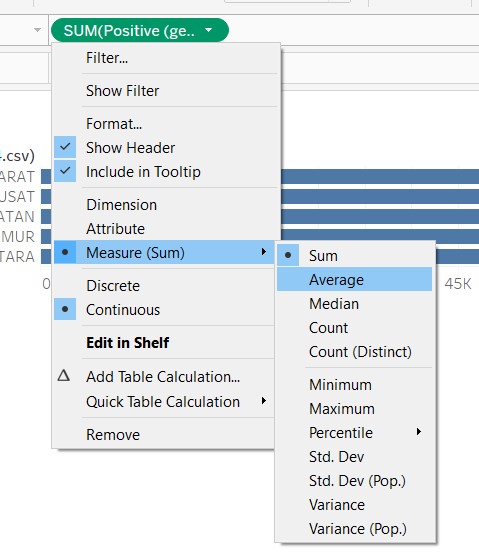 SUM(Positive (ge..
Filter...
Show Filter
Format...
Show Header
Include in Tooltip
Dimension
Attribute
Measure (Sum)
Discrete
Continuous
Edit in Shelf
Add Table Calculation...
Quick Table Calculation
Remove
Sum
Average
Median
Count
Count (Distinct)
Minimum
Maximum
Percentile
Std. Dev
Std. Dev (Pop.)
Variance
Variance (Pop.)
.csv)
ARAT
USAT
ATAN
MUR
TARA
0
45K